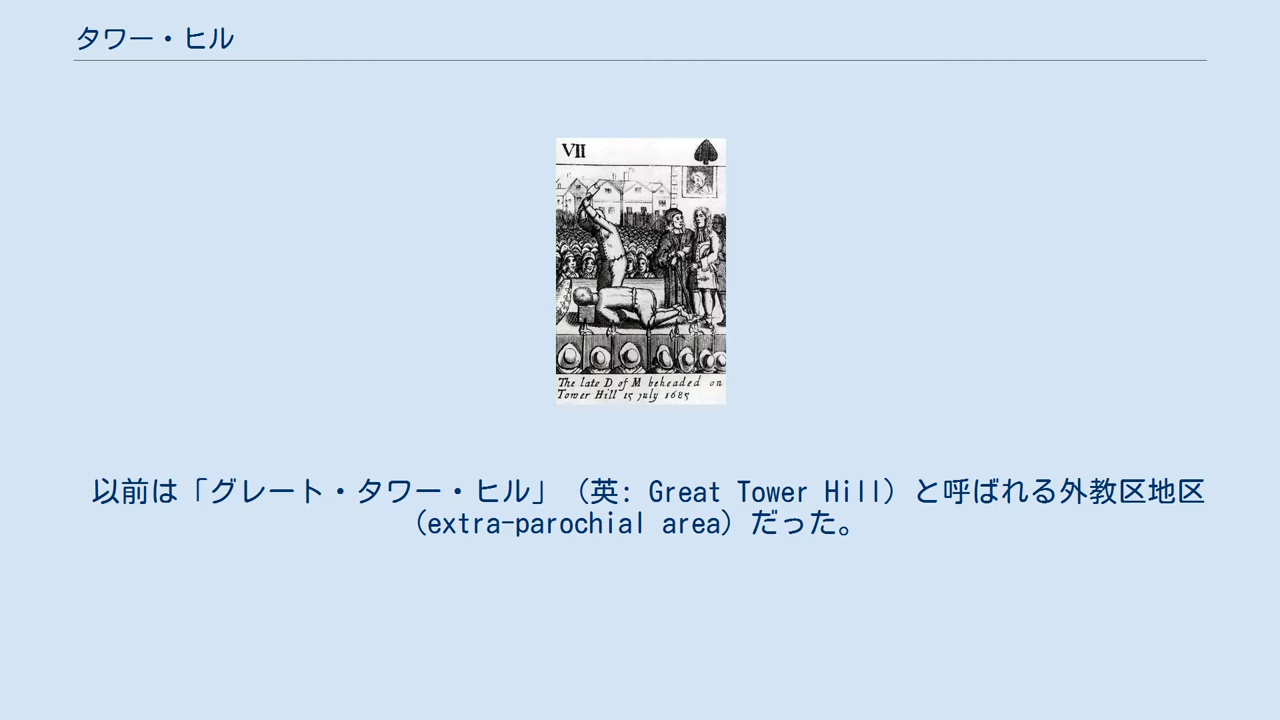 タワー・ヒル
VII
The late D of M beheaded on
Tower Hill 15 july 1685
以前は「グレート・タワー・ヒル」（英: Great Tower Hill）と呼ばれる外教区地区
（extra-parochial area）だった。